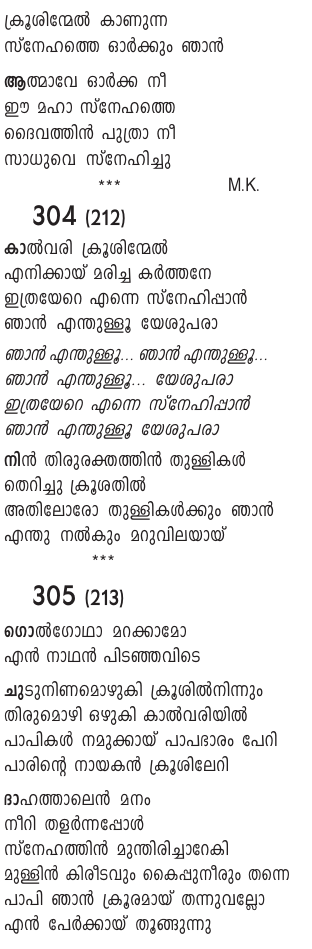 ക്രൂശിന്മേൽ കാണുന്ന
സ്നേഹത്തെ ഓർക്കും ഞാൻ
ആത്മാവേ ഓർക്ക നീ
ഈ മഹാ സ്നേഹത്തെ
ദൈവത്തിൻ പുത്രാ നീ
സാധുവെ സ്നേഹിച്ചു
*** M.K.
304 (212)
കാൽവരി ക്രൂശിന്മേൽ
എനിക്കായ് മരിച്ച കർത്തനേ
ഇത്രയേറെ എന്നെ സ്നേഹിപ്പാൻ
ഞാൻ എന്തുള്ളൂ യേശുപരാ
ഞാൻ എന്തുള്ളൂ... ഞാൻ എന്തുള്ളൂ...
ഞാൻ എന്തുള്ളൂ... യേശുപരാ
ഇത്രയേറെ എന്നെ സ്നേഹിപ്പാൻ
ഞാൻ എന്തുള്ളൂ യേശുപരാ
നിൻ തിരുരക്തത്തിൻ തുള്ളികൾ
തെറിച്ചു ക്രൂശതിൽ
അതിലോരോ തുള്ളികൾക്കും ഞാൻ
എന്തു നൽകും മറുവിലയായ്
***
305 (213)
ഗൊൽഗോഥാ മറക്കാമോ
എൻ നാഥൻ പിടഞ്ഞവിടെ
ചുടുനിണമൊഴുകി ക്രൂശിൽനിന്നും
തിരുമൊഴി ഒഴുകി കാൽവരിയിൽ
പാപികൾ നമുക്കായ് പാപഭാരം പേറി
പാരിന്റെ നായകൻ ക്രൂശിലേറി
ദാഹത്താലെൻ മനം
നീറി തളർന്നപ്പോൾ
സ്നേഹത്തിൻ മുന്തിരിച്ചാറേകി
മുള്ളിൻ കിരീടവും കൈപ്പുനീരും തന്നെ
പാപി ഞാൻ ക്രൂരമായ് തന്നുവല്ലോ
എൻ പേർക്കായ് തൂങ്ങുന്നു